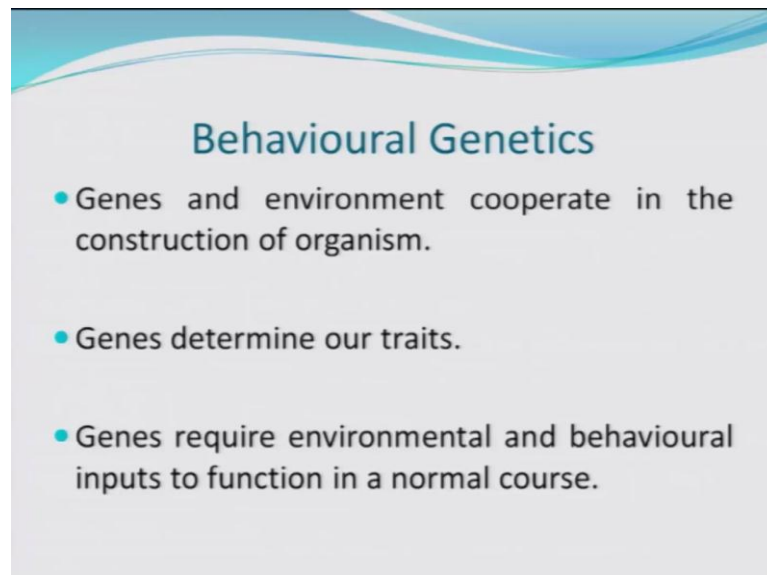 Behavioural Genetics
• Genes and environment cooperate in the
construction of organism.
• Genes determine our traits.
• Genes require environmental and behavioural
inputs to function in a normal course.